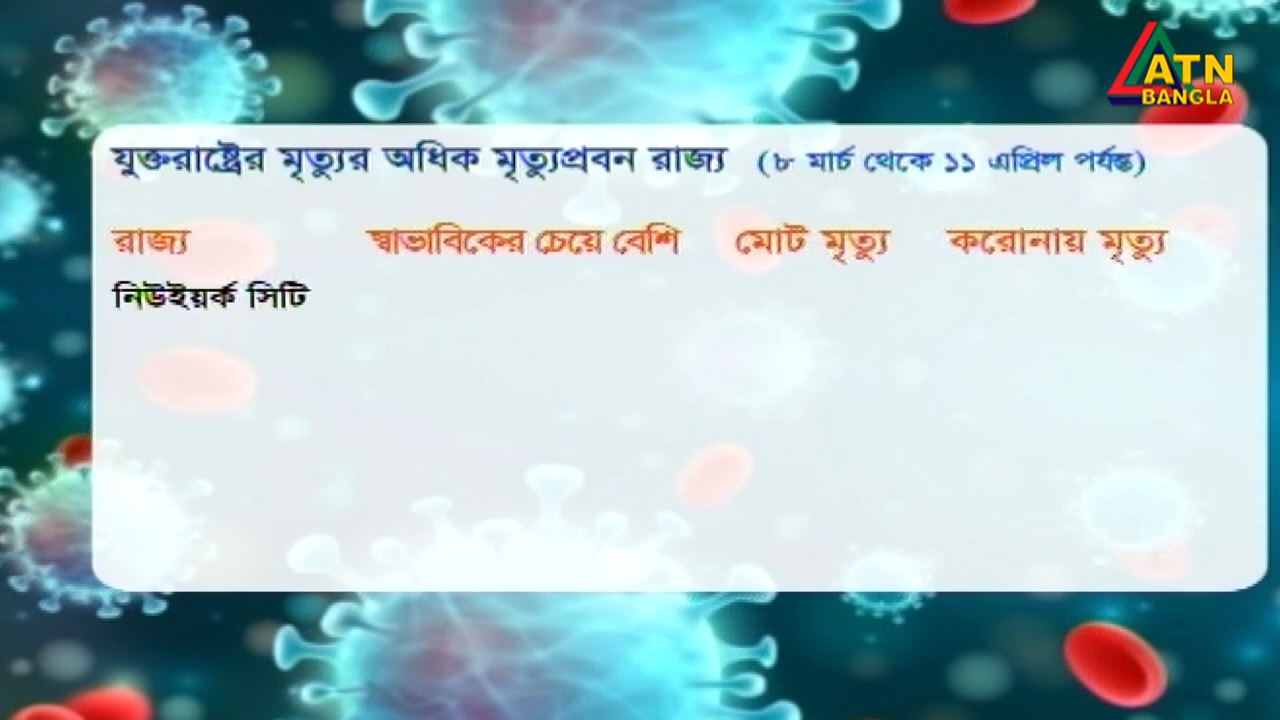 ATN
BANGLA
যুক্তরাষ্ট্রের মৃত্যুর অধিক মৃত্যুপ্রবন রাজ্য (৮ মার্চ থেকে ১১ এপ্রিল পর্যন্ত)
রাজ্য স্বাভাবিকের চেয়ে বেশি মোট মৃত্যু করোনায় মৃত্যু
নিউইয়র্ক সিটি